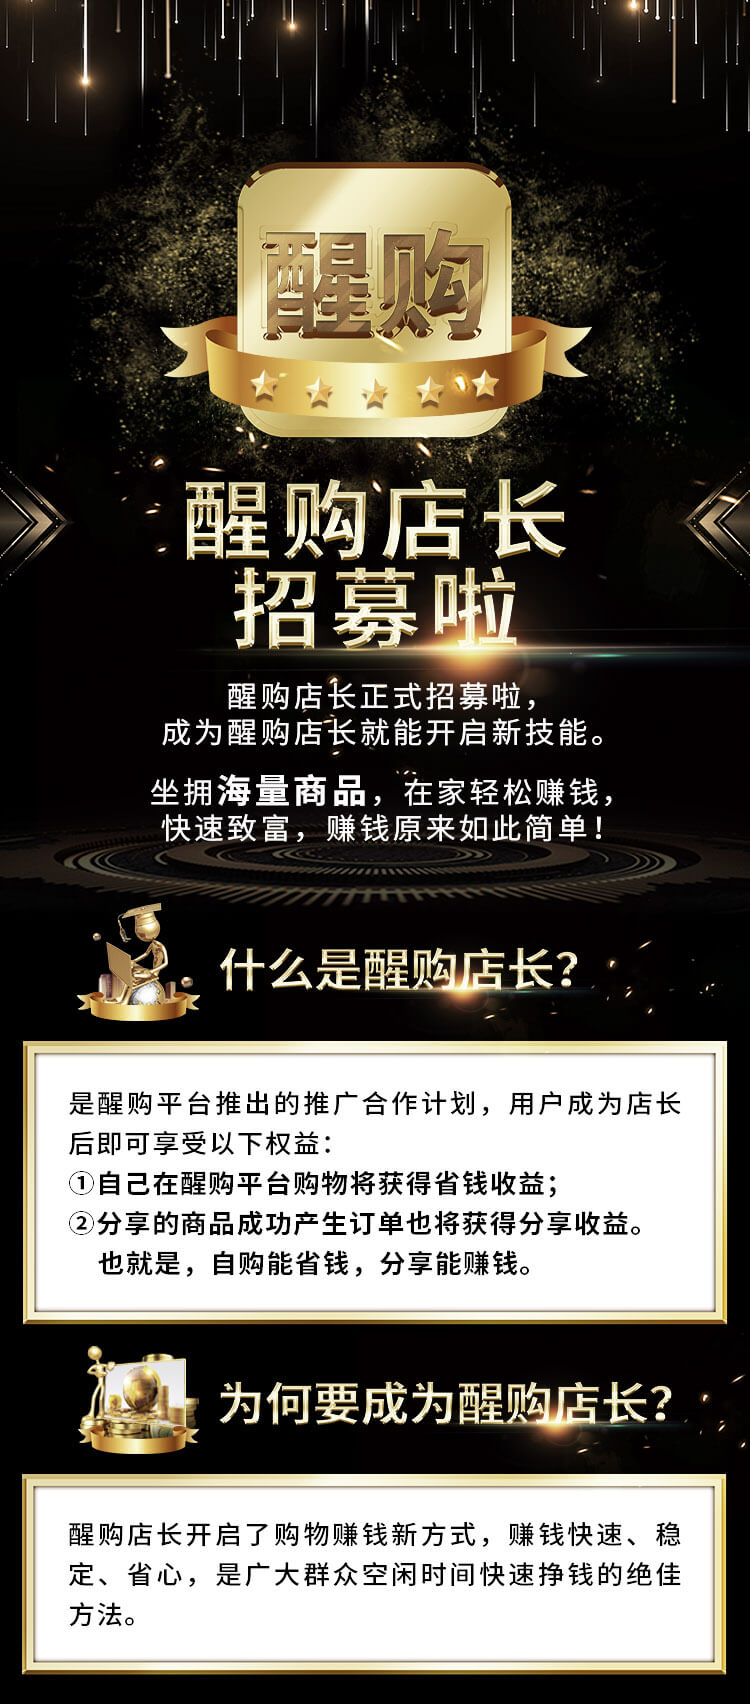 醒购
醒购店长
招募啦
醒购店长正式招募啦，
成为醒购店长就能开启新技能。
坐拥海量商品，在家轻松赚钱，
快速致富，赚钱原来如此简单！
什么是醒购店长？
是醒购平台推出的推广合作计划，用户成为店长
后即可享受以下权益：
①自己在醒购平台购物将获得省钱收益；
②分享的商品成功产生订单也将获得分享收益。
也就是，自购能省钱，分享能赚钱。
为何要成为醒购店长？
醒购店长开启了购物赚钱新方式，赚钱快速、稳
定、省心，是广大群众空闲时间快速挣钱的绝佳
方法。